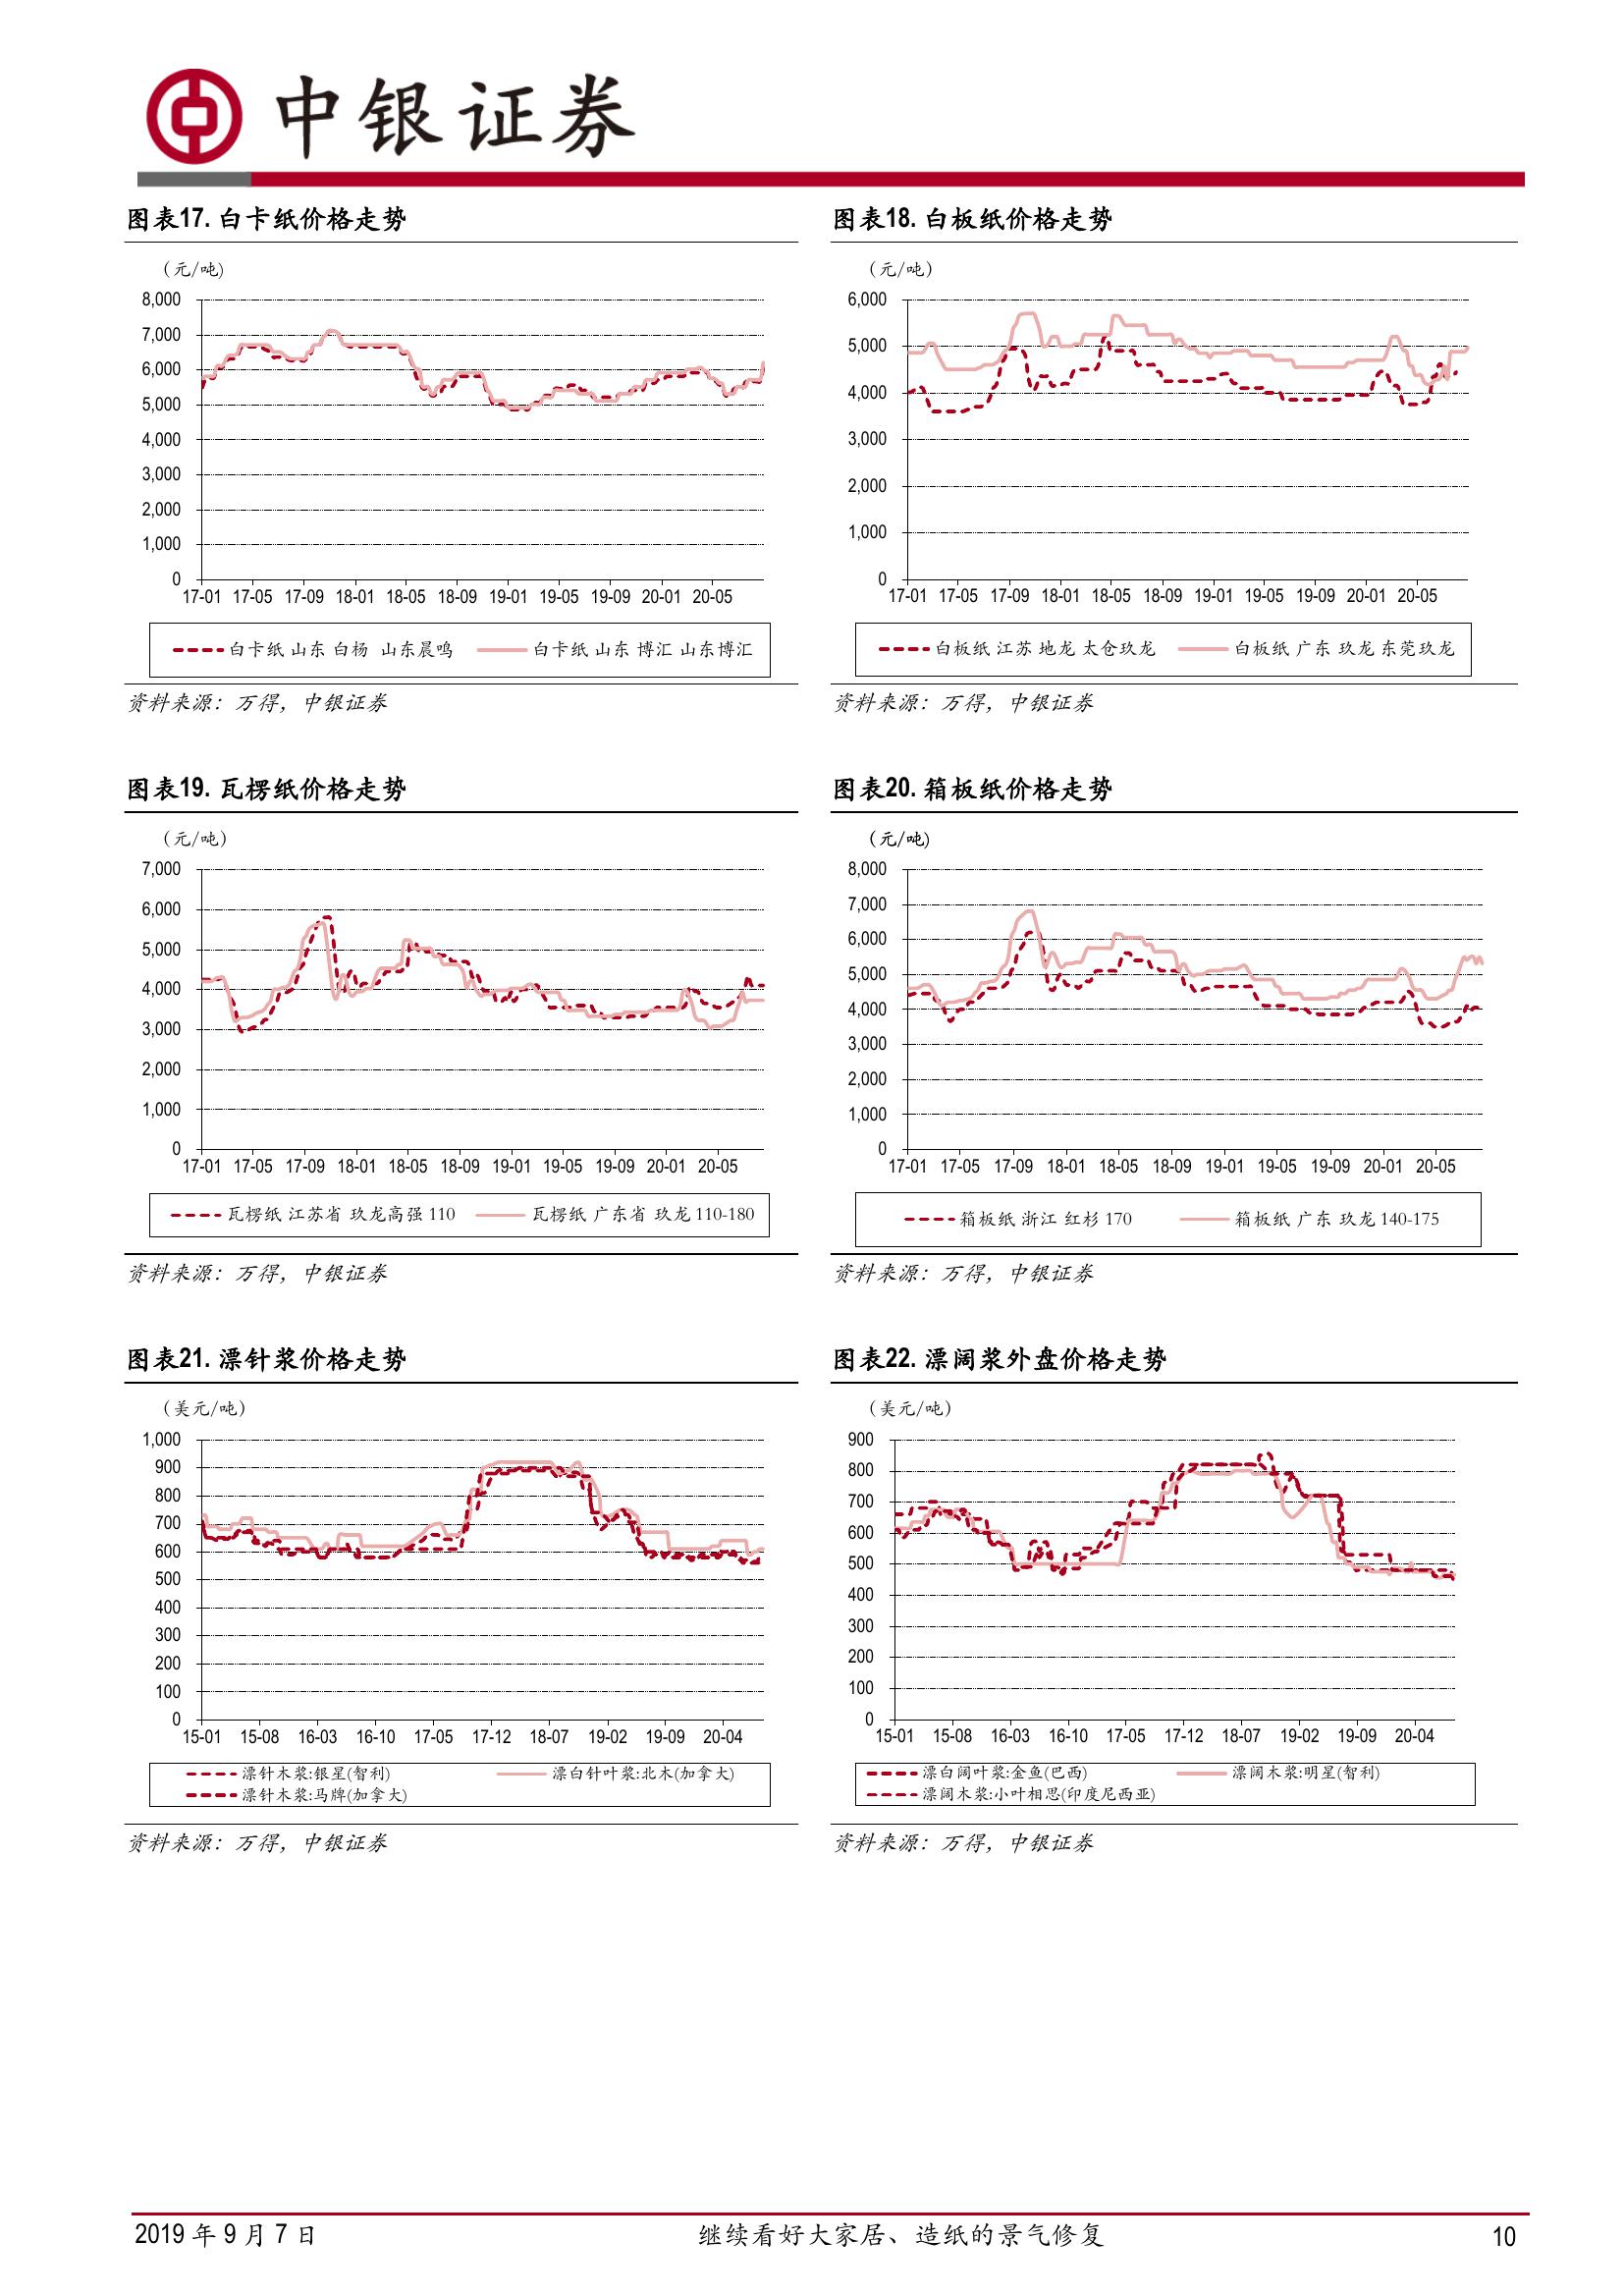 中银证券
图表17. 白卡纸价格走势
（元/吨)
8,000
7,000
6,000
5,000
4,000
3,000
2,000
1,000
0
17-01 17-05 17-09 18-01 18-05 18-09 19-01 19-05 19-09 20-01 20-05
白卡纸 山东 白杨 山东晨鸣
白卡纸 山东 博汇 山东博汇
资料来源：万得，中银证券
图表18. 白板纸价格走势
（元/吨）
6,000
5,000
4,000
3,000
2,000
1,000
0
17-01 17-05 17-09 18-01 18-05 18-09 19-01 19-05 19-09 20-01 20-05
白板纸 江苏 地龙 太仓玖龙
白板纸 广东 玖龙 东莞玖龙
资料来源：万得，中银证券
图表19. 瓦楞纸价格走势
（元/吨）
7,000
6,000
5,000
4,000
3,000
2,000
1,000
0
17-01 17-05 17-09 18-01 18-05 18-09 19-01 19-05 19-09 20-01 20-05
瓦楞纸 江苏省 玖龙高强 110
瓦楞纸 广东省 玖龙 110-180
资料来源：万得，中银证券
图表20. 箱板纸价格走势
（元/吨)
8,000
7,000
6,000
5,000
4,000
3,000
2,000
1,000
0
17-01 17-05 17-09 18-01 18-05 18-09 19-01 19-05 19-09 20-01 20-05
箱板纸 浙江 红杉 170
箱板纸 广东 玖龙 140-175
资料来源：万得，中银证券
图表21. 漂针浆价格走势
（美元/吨）
1,000
900
800
700
600
500
400
300
200
100
0
15-01 15-08 16-03 16-10 17-05 17-12 18-07 19-02 19-09 20-04
漂针木浆:银星(智利)
漂白针叶浆:北木(加拿大)
漂针木浆:马牌(加拿大)
资料来源：万得，中银证券
图表22. 漂阔浆外盘价格走势
（美元/吨）
900
800
700
600
500
400
300
200
100
0
15-01 15-08 16-03 16-10 17-05 17-12 18-07 19-02 19-09 20-04
漂白阔叶浆:金鱼(巴西)
漂阔木浆:明星(智利)
漂阔木浆:小叶相思(印度尼西亚)
资料来源：万得，中银证券
2019 年 9 月 7 日
继续看好大家居、造纸的景气修复
10